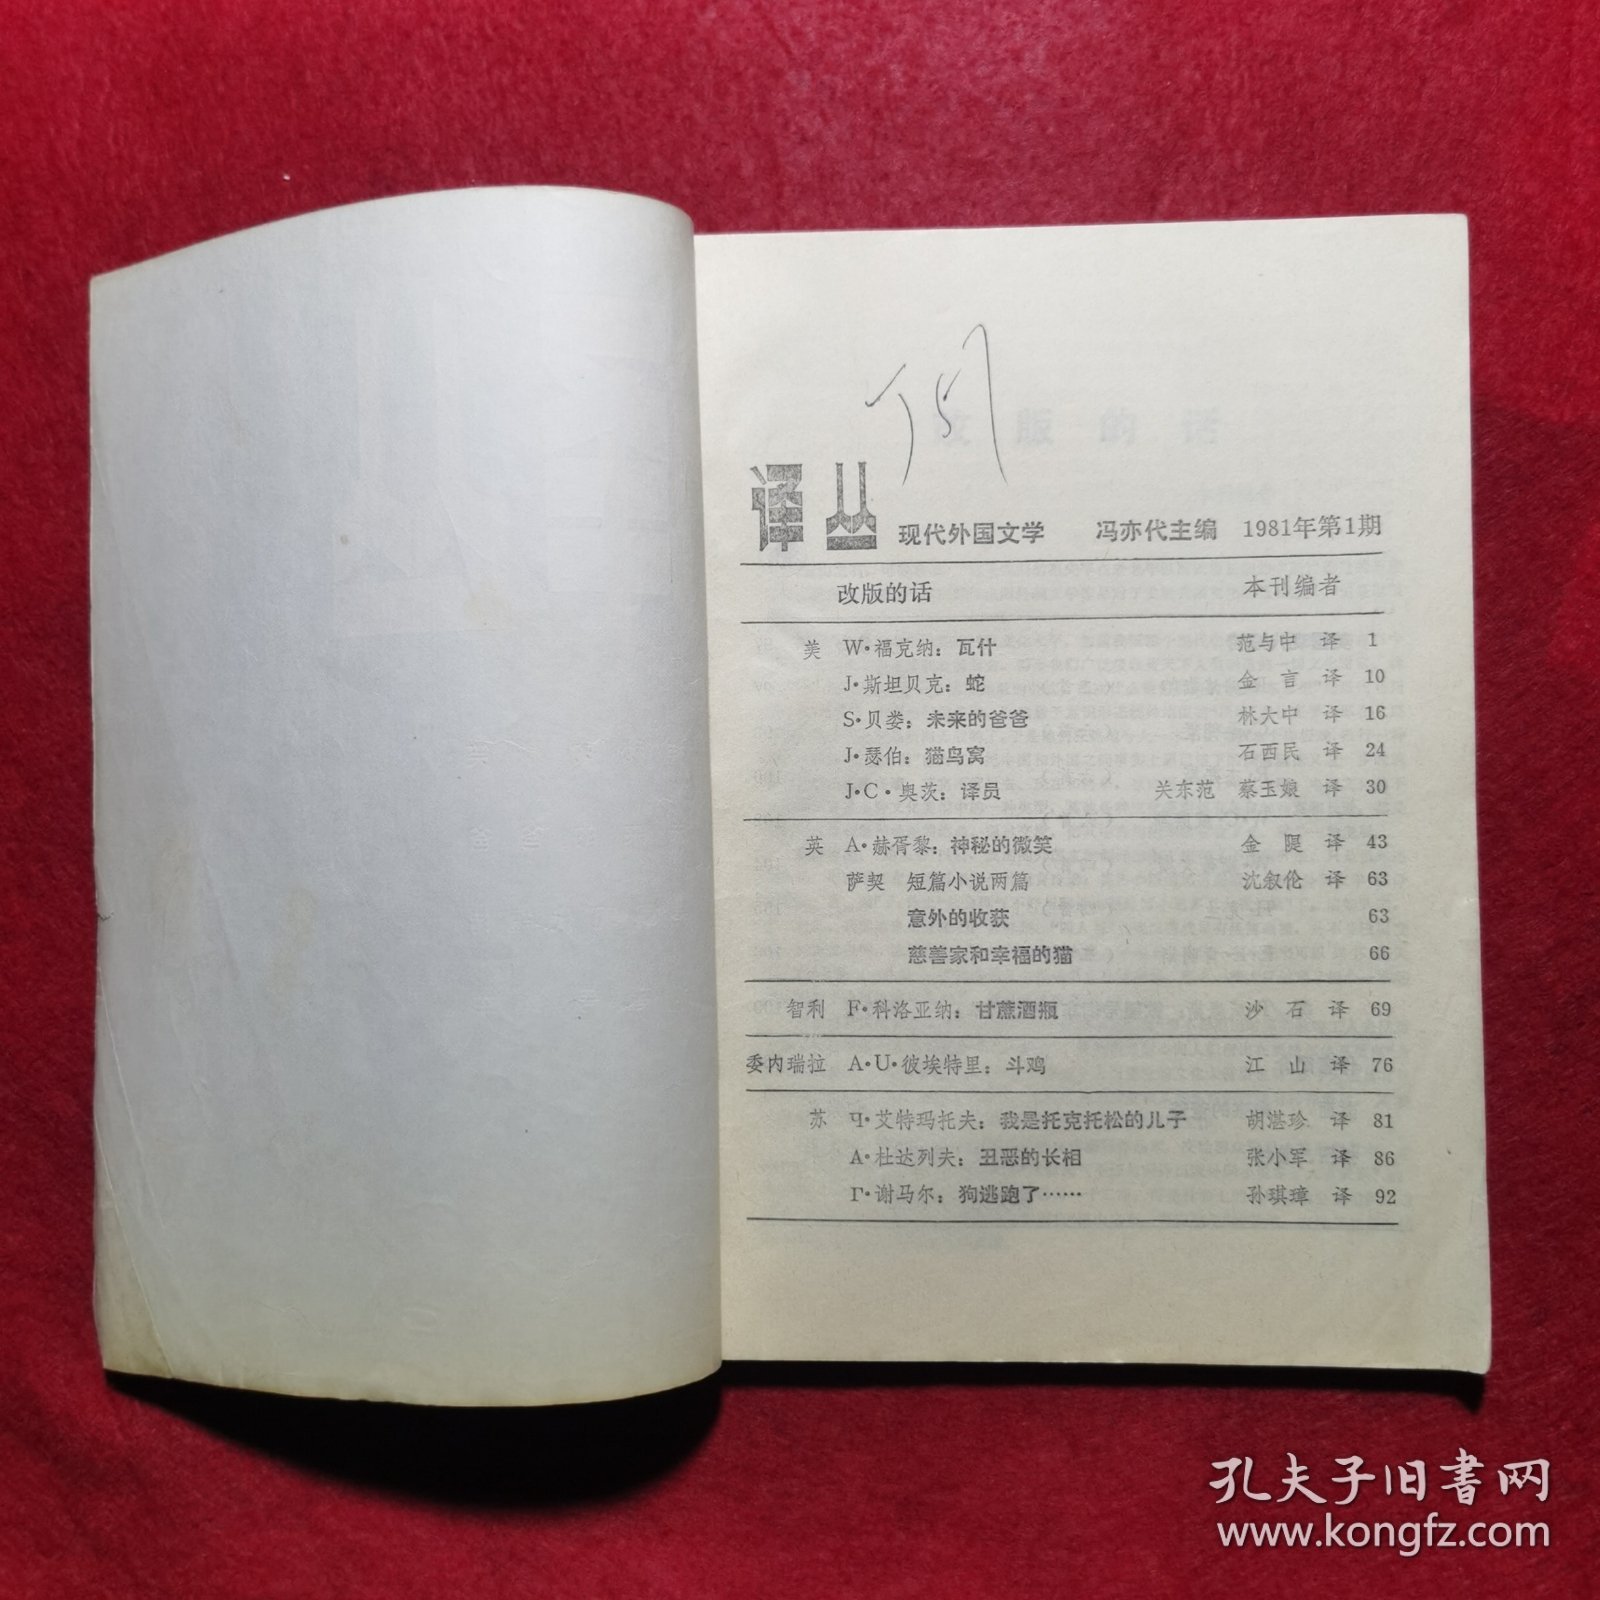 译丛 现代外国文学 冯亦代主编 1981年第1期
改版的话 本刊编者
美 W·福克纳：瓦什 范与中 译 1
J·斯坦贝克：蛇 金言 译 10
S·贝娄：未来的爸爸 林大中 译 16
J·瑟伯：猫鸟窝 石西民 译 24
J·C·奥茨：译员 关东范 蔡玉娘 译 30
英 A·赫胥黎：神秘的微笑 金隄 译 43
萨契 短篇小说两篇 沈叙伦 译 63
意外的收获 63
慈善家和幸福的猫 66
智利 F·科洛亚纳：甘蔗酒瓶 沙石 译 69
委内瑞拉 A·U·彼埃特里：斗鸡 江山 译 76
苏 Ч·艾特玛托夫：我是托克托松的儿子 胡湛珍 译 81
А·杜达列夫：丑恶的长相 张小军 译 86
Г·谢马尔：狗逃跑了…… 孙琪璋 译 92
孔夫子旧书网
www.kongfz.com